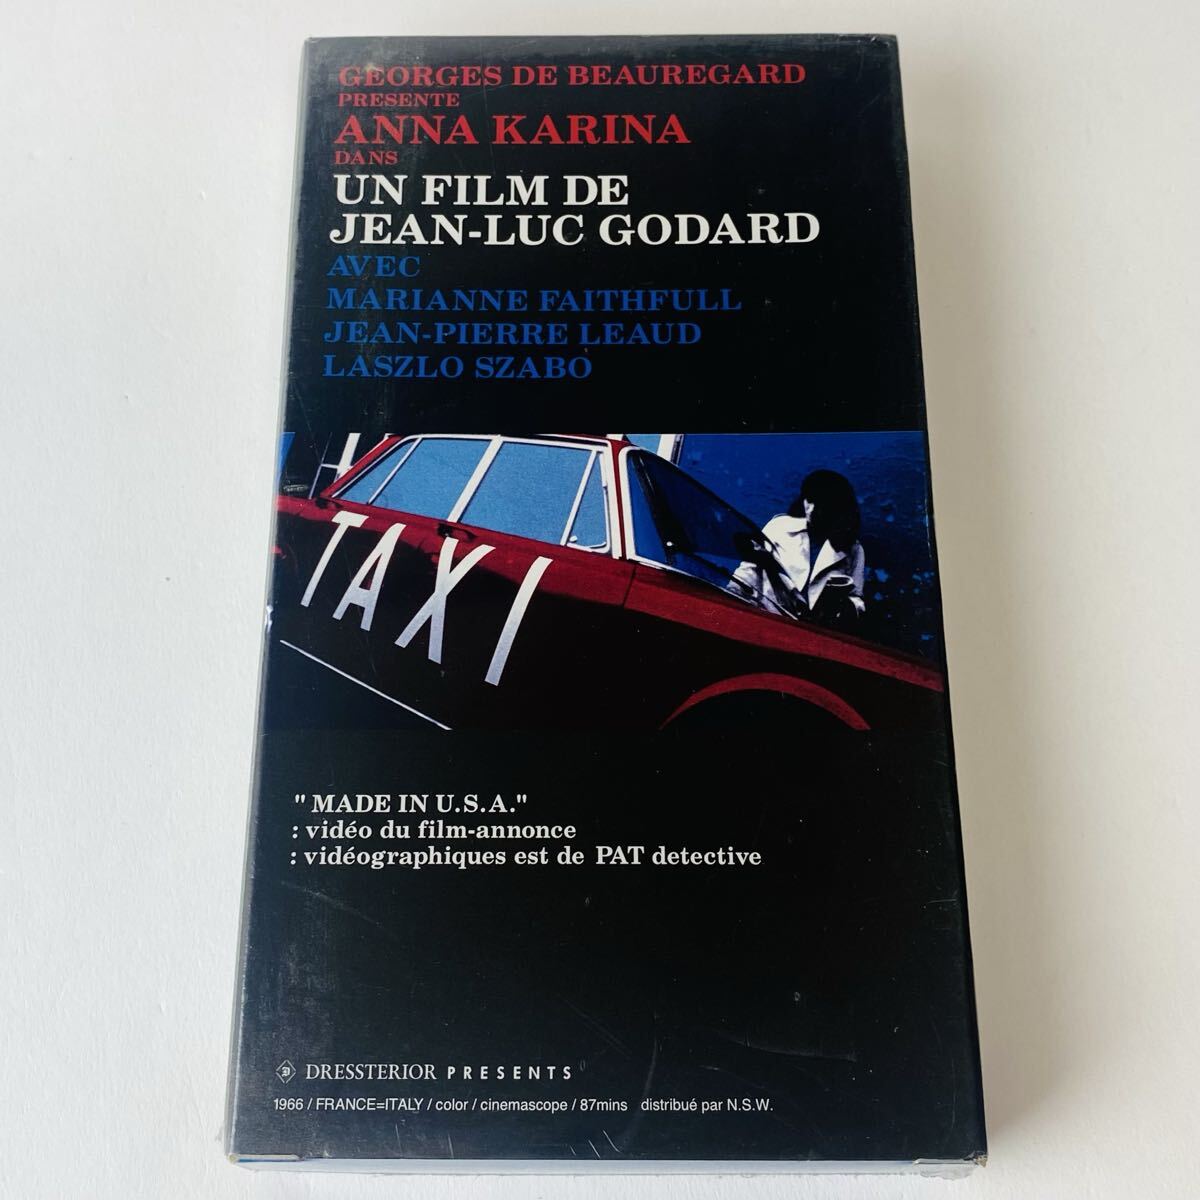 GEORGES DE BEAUREGARD
PRESENTE
ANNA KARINA
DANS
UN FILM DE
JEAN-LUC GODARD
AVEC
MARIANNE FAITHFULL
JEAN-PIERRE LEAUD
LASZLO SZABO
TAXI
"MADE IN U.S.A."
: vidéo du film-annonce
: vidéographiques est de PAT detective
D DRESSTERIOR PRESENTS
1966 / FRANCE=ITALY / color / cinemascope / 87mins distribué par N.S.W.